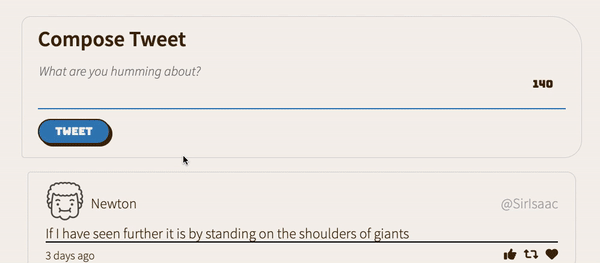 Compose Tweet
What are you humming about?
140
TWEET
Newton
@SirIsaac
If I have seen further it is by standing on the shoulders of giants
3 days ago